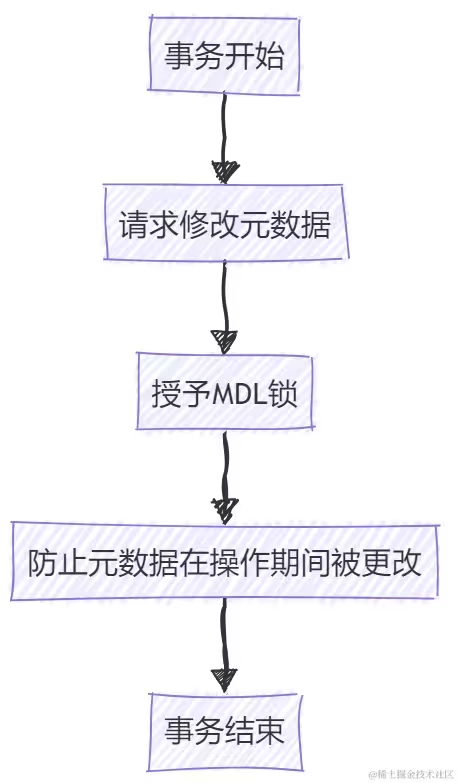 事务开始
请求修改元数据
授予MDL锁
防止元数据在操作期间被更改
事务结束
@稀土掘金技术社区